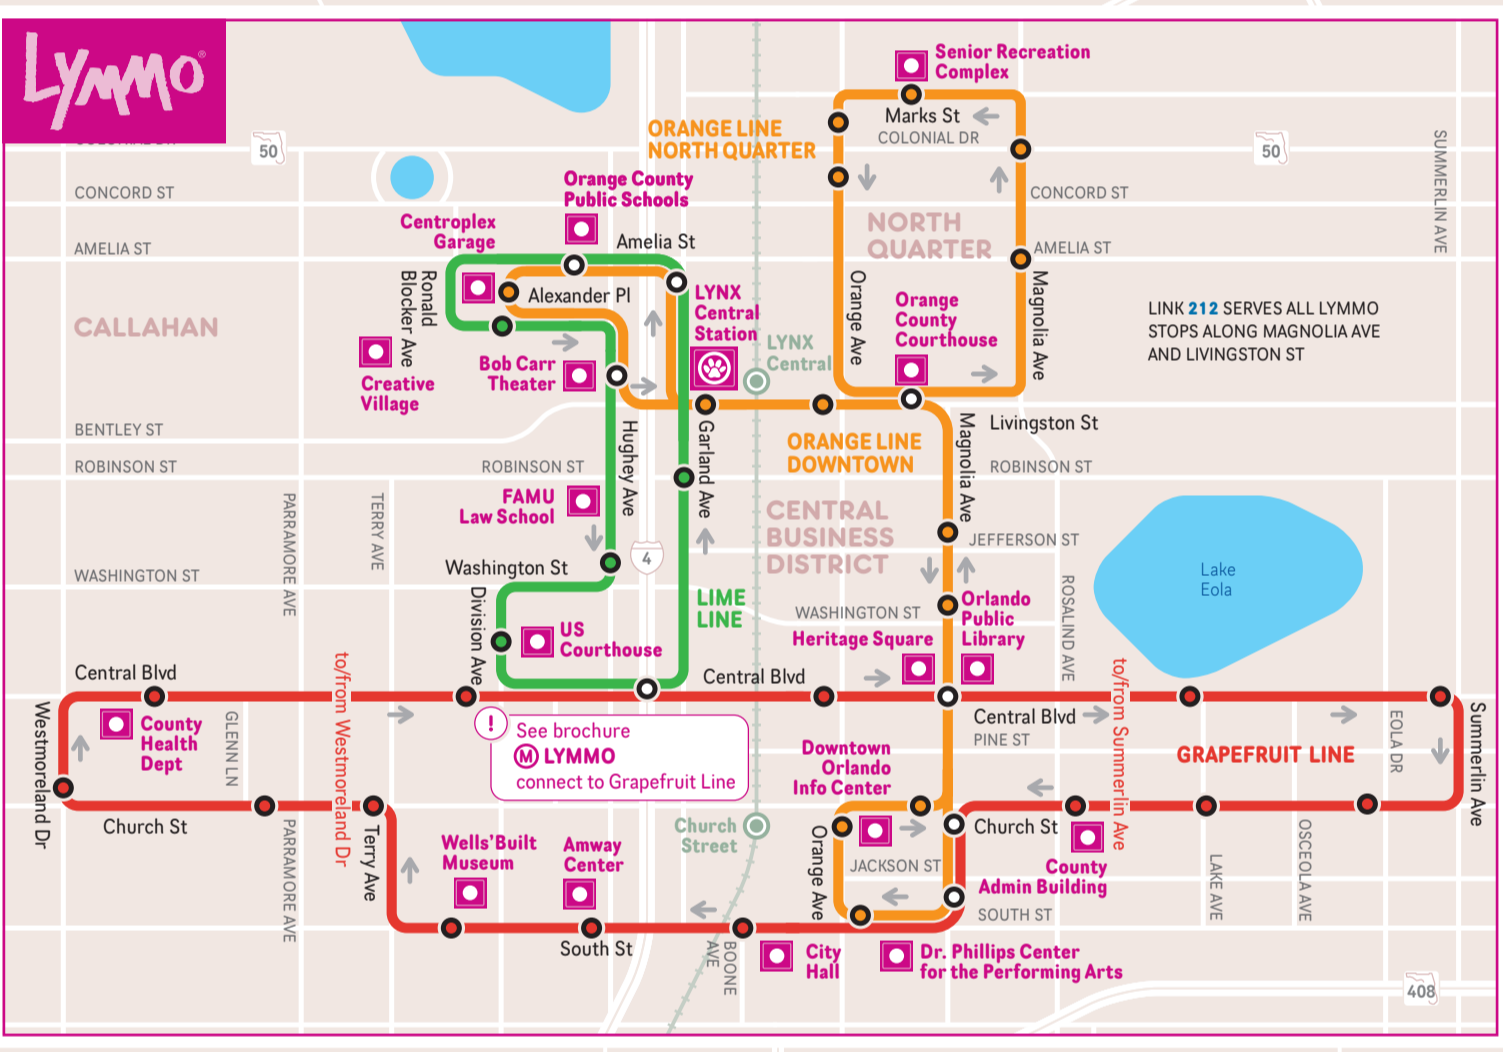 LYMMO®
50
CONCORD ST
AMELIA ST
CALLAHAN
Centroplex
Garage
Orange County
Public Schools
Amelia St
Ronald
Blocker Ave
Alexander Pl
Creative
Village
Bob Carr
Theater
LYNX
Central
Station
LYNX
Central
ORANGE LINE
NORTH QUARTER
Senior Recreation
Complex
Marks St
COLONIAL DR
50
SUMMERLIN AVE
CONCORD ST
NORTH
QUARTER
AMELIA ST
Orange Ave
Magnolia Ave
Orange
County
Courthouse
LINK 212 SERVES ALL LYMMO
STOPS ALONG MAGNOLIA AVE
AND LIVINGSTON ST
BENTLEY ST
ROBINSON ST
ROBINSON ST
Hughey Ave
Garland Ave
ORANGE LINE
DOWNTOWN
Magnolia Ave
Livingston St
ROBINSON ST
PARRAMORE AVE
TERRY AVE
FAMU
Law School
CENTRAL
BUSINESS
DISTRICT
JEFFERSON ST
4
Washington St
WASHINGTON ST
Division Ave
LIME
LINE
US
Courthouse
WASHINGTON ST
Heritage Square
Orlando
Public
Library
ROSALIND AVE
Lake
Eola
Central Blvd
to/from Westmoreland Dr
Central Blvd
to/from Summerlin Ave
Westmoreland Dr
County
Health
Dept
GLENN LN
!
See brochure
M LYMMO
connect to Grapefruit Line
Central Blvd
PINE ST
GRAPEFRUIT LINE
EOLA DR
Summerlin Ave
Downtown
Orlando
Info Center
Church St
PARRAMORE AVE
Terry Ave
Wells'Built
Museum
Amway
Center
Church
Street
Orange Ave
JACKSON ST
Church St
County
Admin Building
SOUTH ST
LAKE AVE
OSCEOLA AVE
South St
BOONE
AVE
City
Hall
Dr. Phillips Center
for the Performing Arts
408